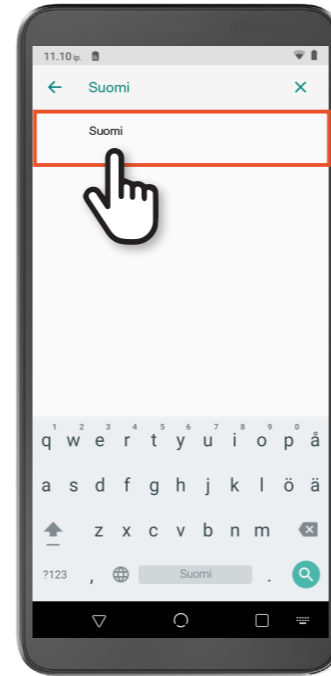 11.10 ip.
Suomi
Suomi
1 2 3 4 5 6 7 8 9 0
q w e r t y u i o p å
a s d f g h j k l ö ä
z x c v b n m
?123 , Suomi .